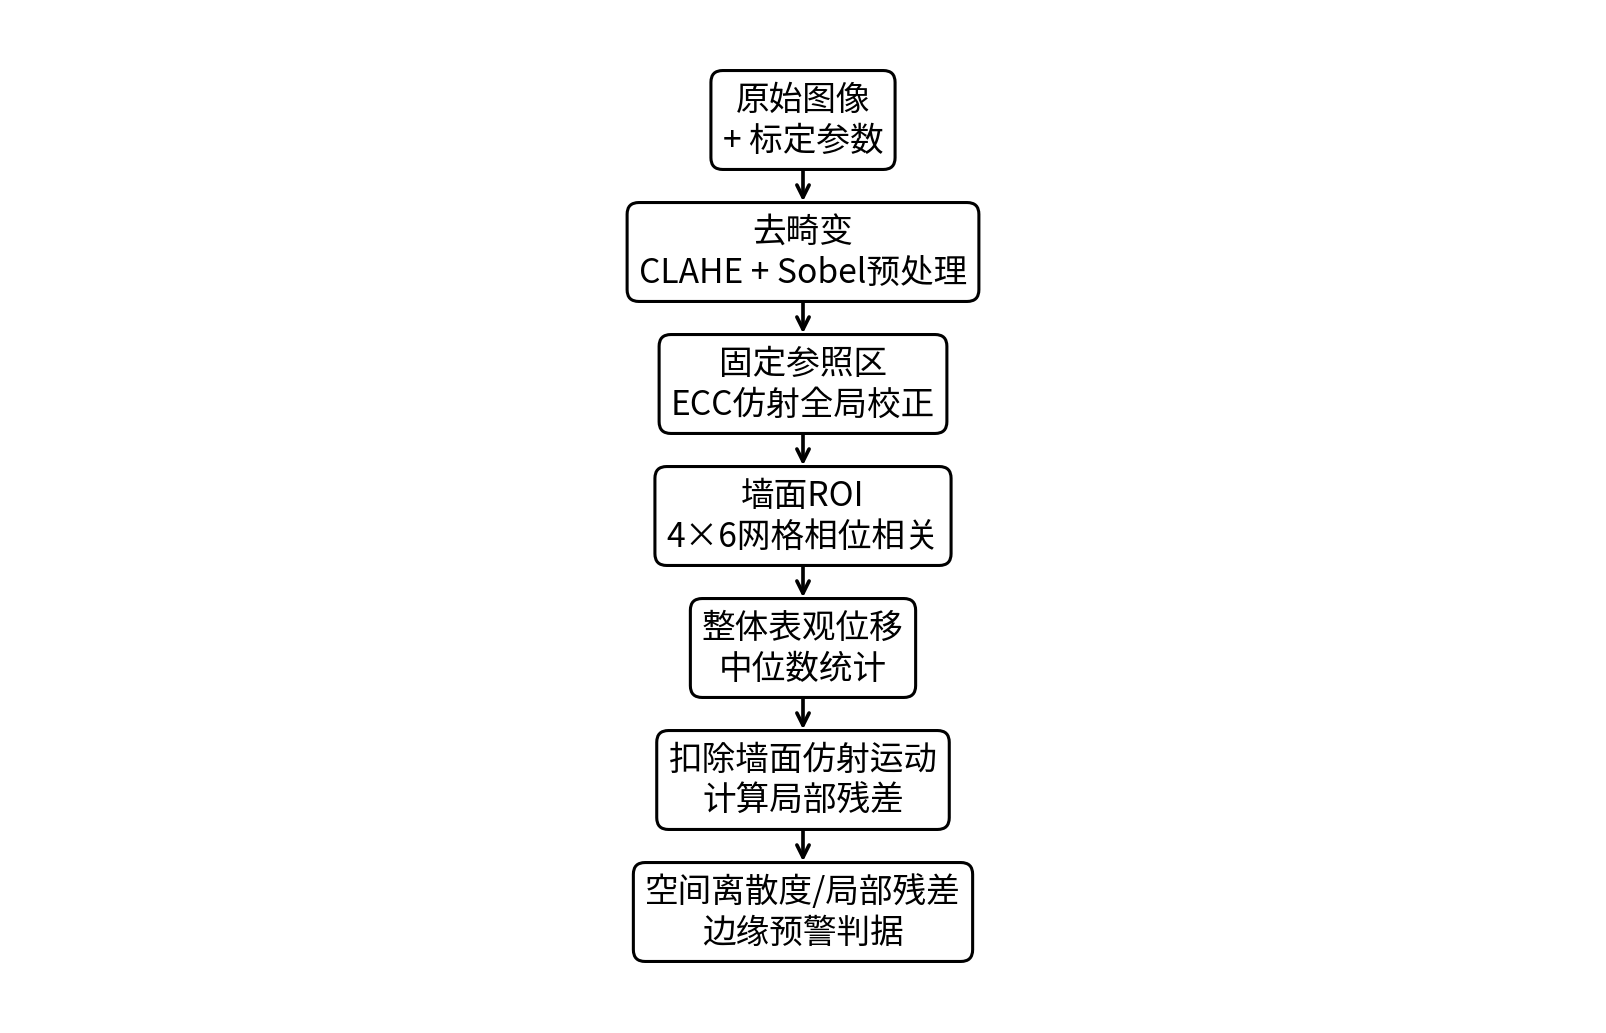 原始图像
+ 标定参数
去畸变
CLAHE + Sobel预处理
固定参照区
ECC仿射全局校正
墙面ROI
4×6网格相位相关
整体表观位移
中位数统计
扣除墙面仿射运动
计算局部残差
空间离散度/局部残差
边缘预警判据